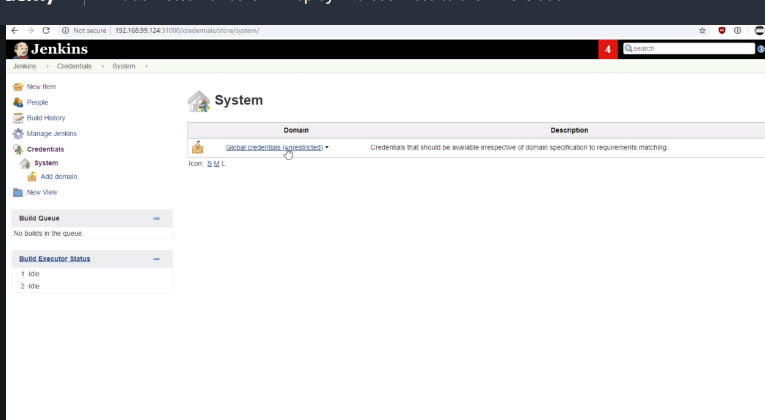 Not secure | 192.168.99.124:31000/credentials/store/system/
Jenkins
4
search
Jenkins
Credentials
System
New Item
People
Build History
Manage Jenkins
Credentials
System
Add domain
New View
Build Queue
No builds in the queue.
Build Executor Status
1 Idle
2 Idle
System
Domain
Description
Global credentials (unrestricted)
Credentials that should be available irrespective of domain specification to requirements matching.
Icon: S M L